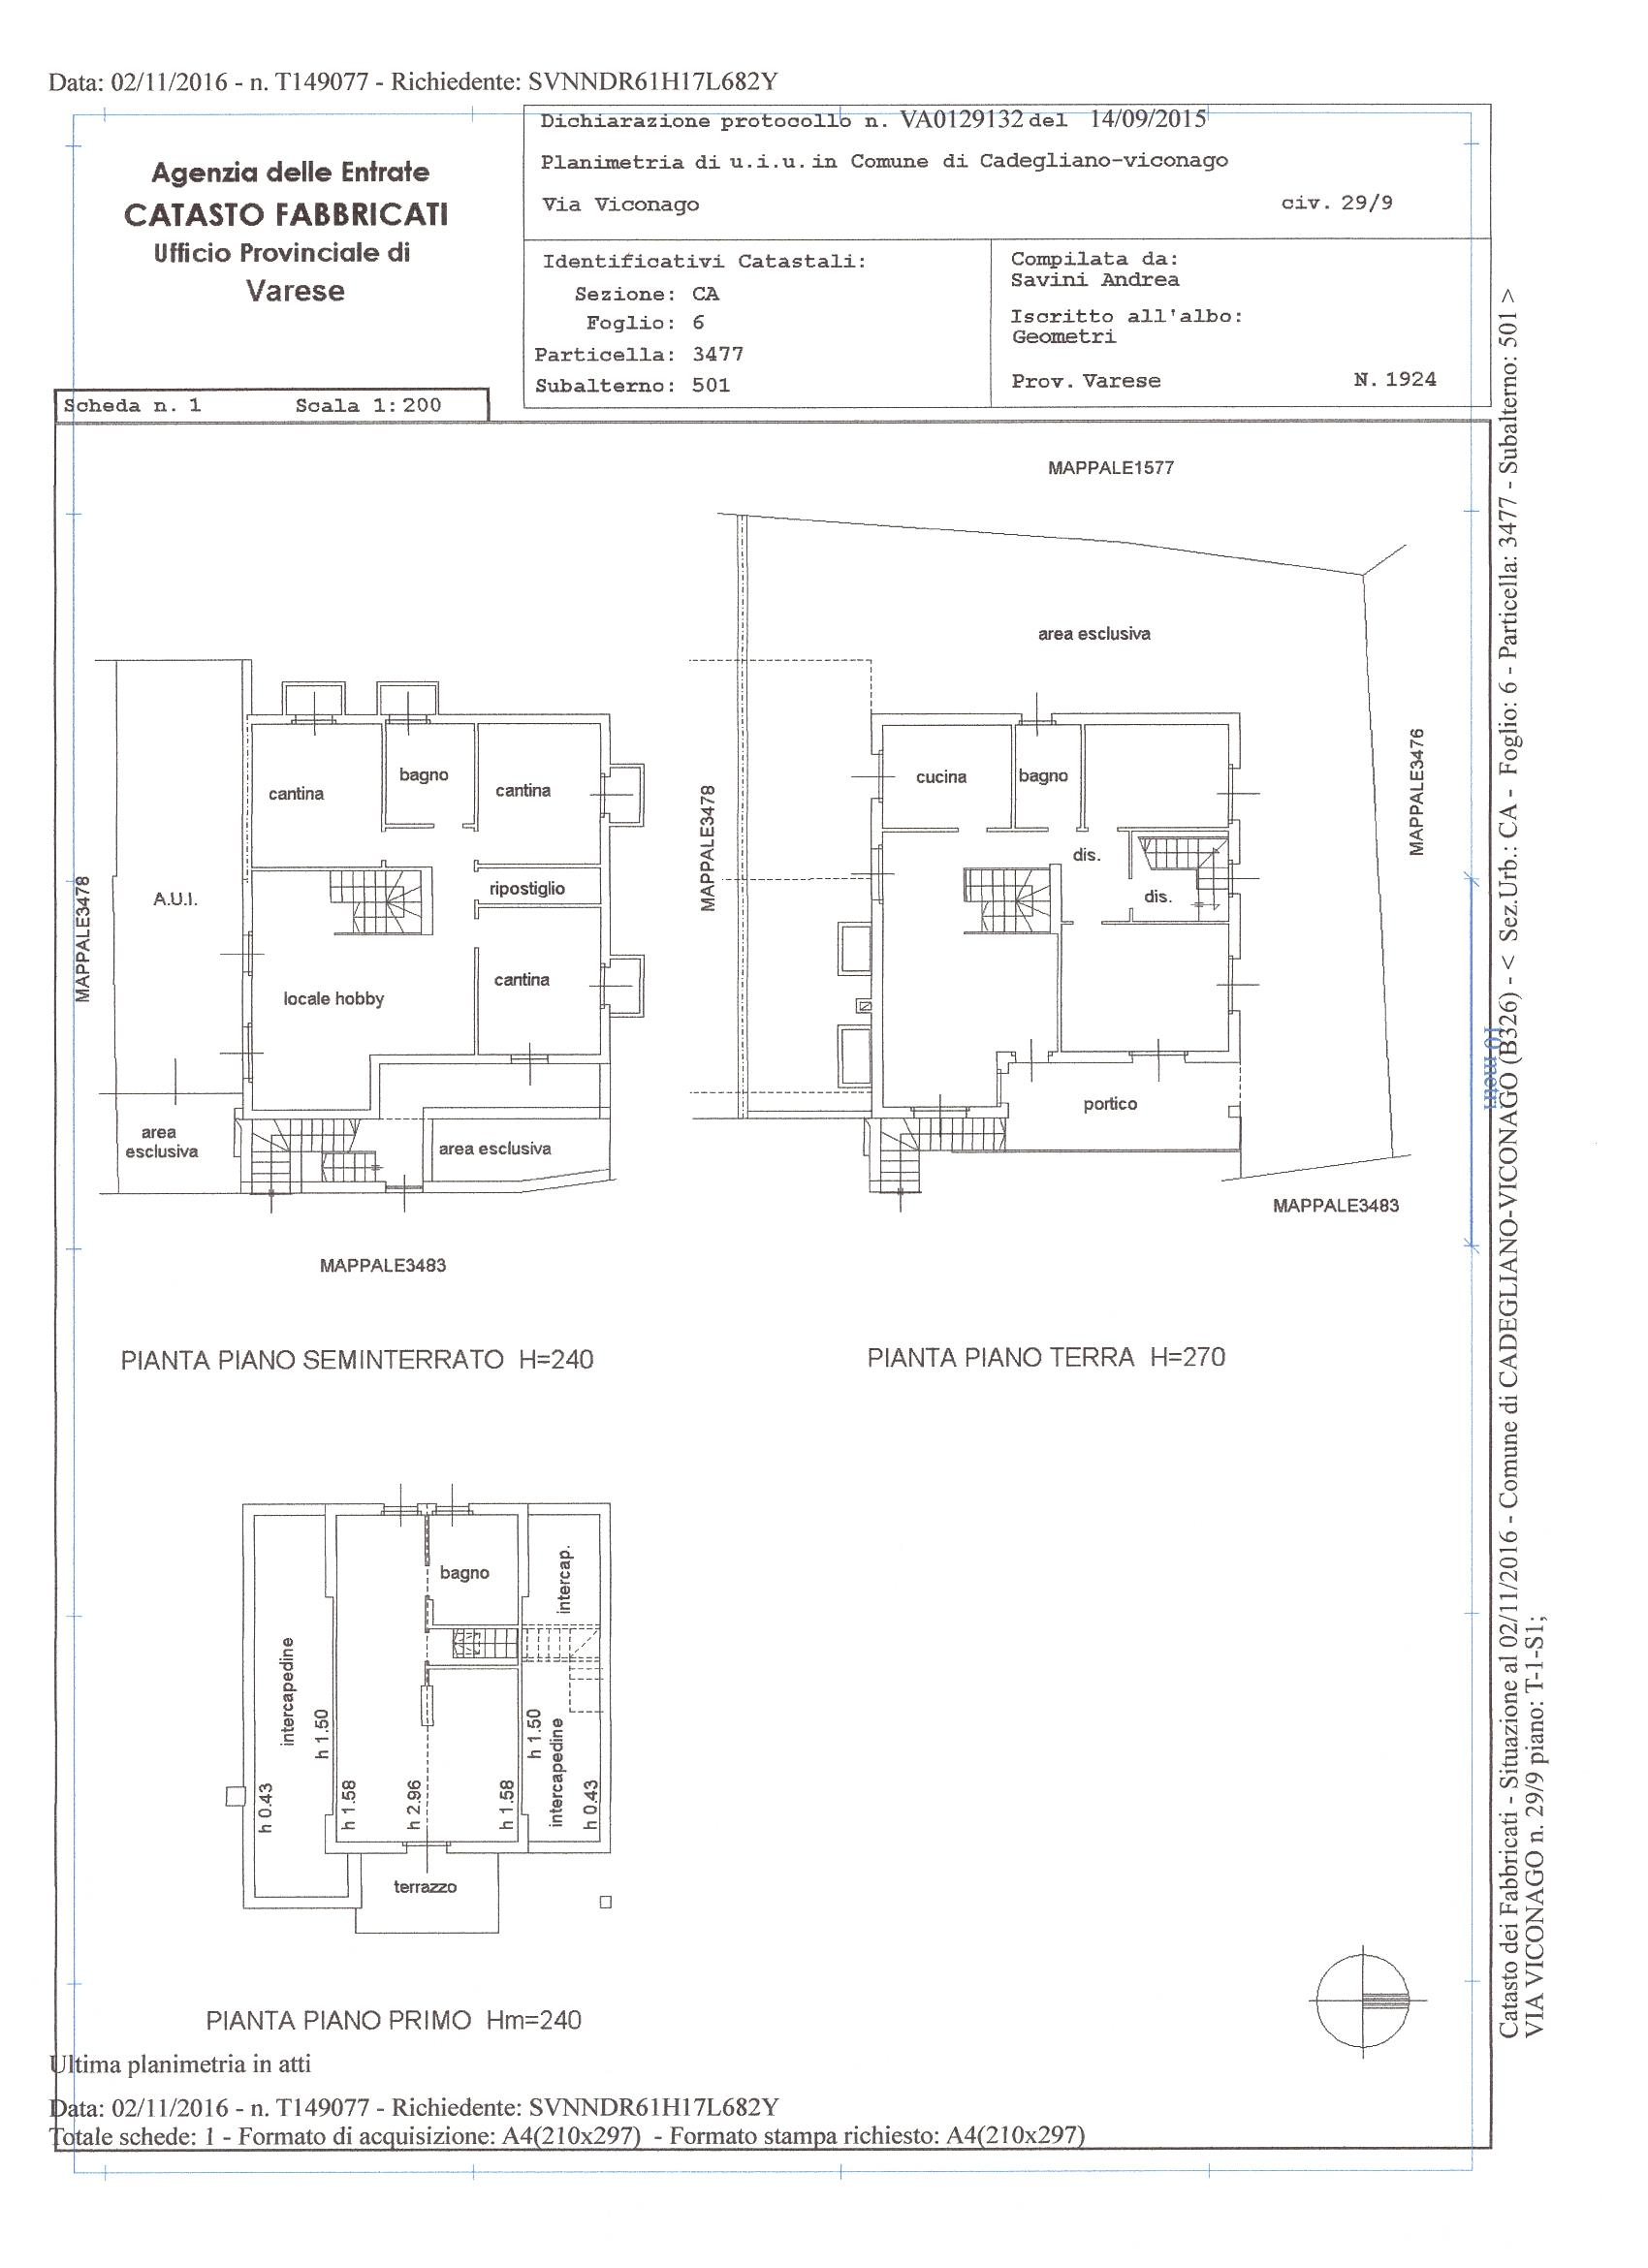 Data: 02/11/2016 - n. T149077 - Richiedente: SVNNDR61H17L682Y
Agenzia delle Entrate
CATASTO FABBRICATI
Ufficio Provinciale di
Varese
Dichiarazione protocollo n. VA0129132 del 14/09/2015
Planimetria di u.i.u. in Comune di Cadegliano-viconago
Via Viconago civ. 29/9
Identificativi Catastali:
Sezione: CA
Foglio: 6
Particella: 3477
Subalterno: 501
Compilata da:
Savini Andrea
Iscritto all'albo:
Geometri
Prov. Varese N. 1924
Scheda n. 1 Scala 1:200
MAPPALE1577
area esclusiva
MAPPALE3478
A.U.I.
cantina
bagno
cantina
ripostiglio
cantina
locale hobby
area
esclusiva
area esclusiva
MAPPALE3483
PIANTA PIANO SEMINTERRATO H=240
MAPPALE3478
cucina
bagno
dis.
dis.
portico
MAPPALE3476
MAPPALE3483
PIANTA PIANO TERRA H=270
10 metri
bagno
intercap.
intercapedine
h 1.50
h 0.43
h 1.58
h 2.96
h 1.58
h 1.50
intercapedine
h 0.43
terrazzo
PIANTA PIANO PRIMO Hm=240
Ultima planimetria in atti
Data: 02/11/2016 - n. T149077 - Richiedente: SVNNDR61H17L682Y
Totale schede: 1 - Formato di acquisizione: A4(210x297) - Formato stampa richiesto: A4(210x297)
Catasto dei Fabbricati - Situazione al 02/11/2016 - Comune di CADEGLIANO-VICONAGO (B326) - < Sez.Urb.: CA - Foglio: 6 - Particella: 3477 - Subalterno: 501 >
VIA VICONAGO n. 29/9 piano: T-1-S1;